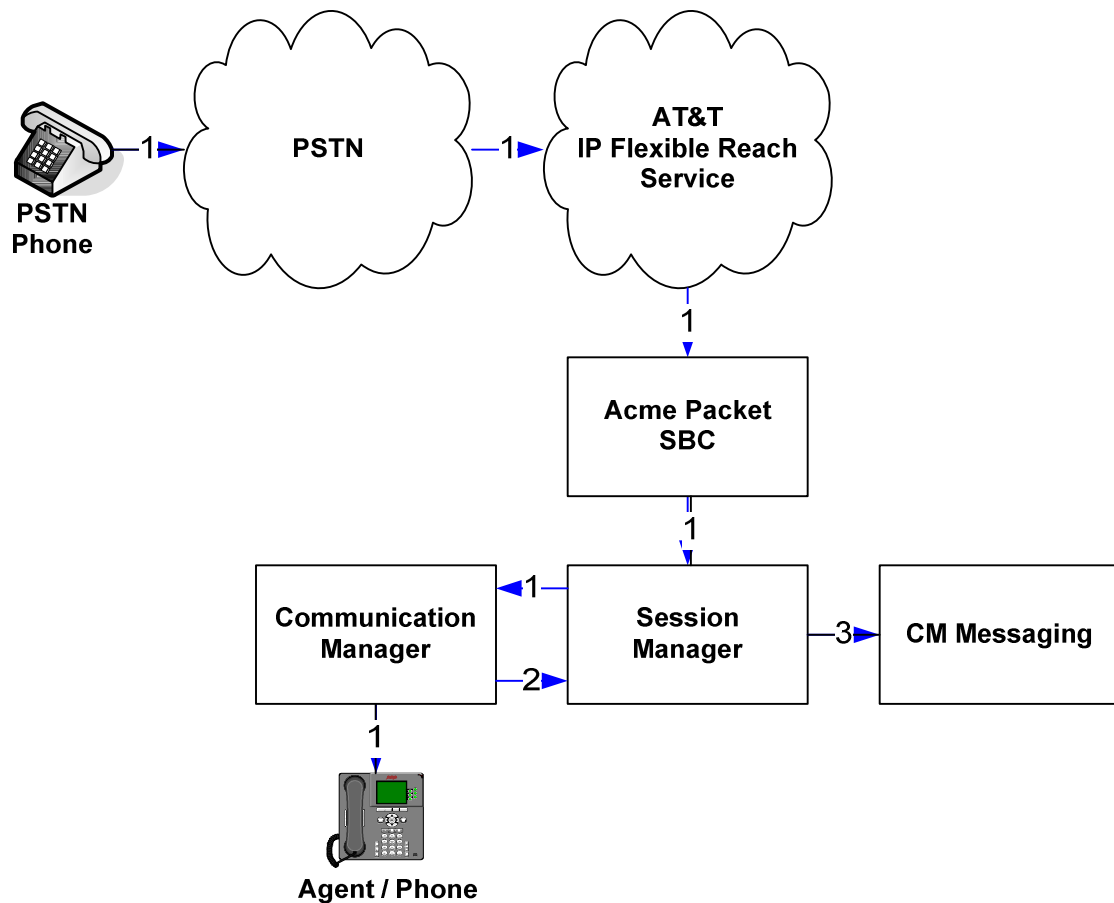 PSTN
Phone
1
PSTN
1
AT&T
IP Flexible Reach
Service
1
Acme Packet
SBC
1
Communication
Manager
1
2
Session
Manager
3
CM Messaging
1
Agent / Phone